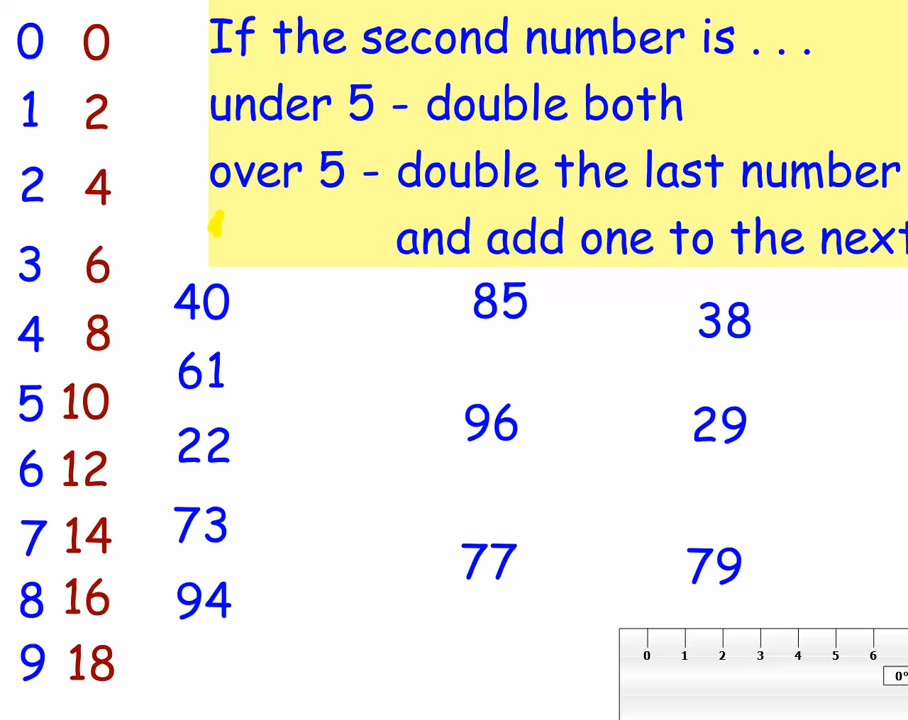 If the second number is . . .
under 5 - double both
over 5 - double the last number
and add one to the next
0 0
1 2
2 4
3 6
4 8
5 10
6 12
7 14
8 16
9 18
40 85 38
61
22 96 29
73
94 77 79
0 1 2 3 4 5 6
0°